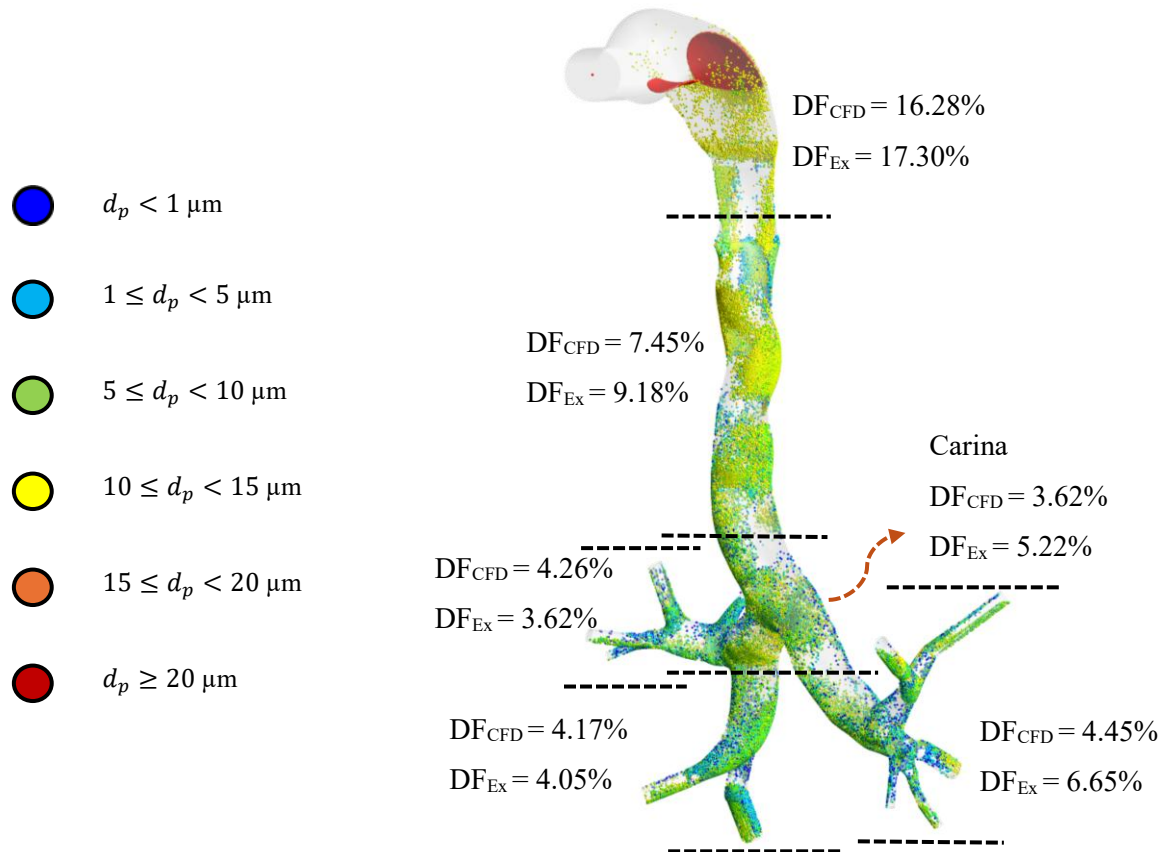 DF_CFD = 16.28%
DF_Ex = 17.30%
d_p < 1 μm
1 ≤ d_p < 5 μm
5 ≤ d_p < 10 μm
10 ≤ d_p < 15 μm
15 ≤ d_p < 20 μm
d_p ≥ 20 μm
DF_CFD = 7.45%
DF_Ex = 9.18%
Carina
DF_CFD = 3.62%
DF_Ex = 5.22%
DF_CFD = 4.26%
DF_Ex = 3.62%
DF_CFD = 4.17%
DF_Ex = 4.05%
DF_CFD = 4.45%
DF_Ex = 6.65%